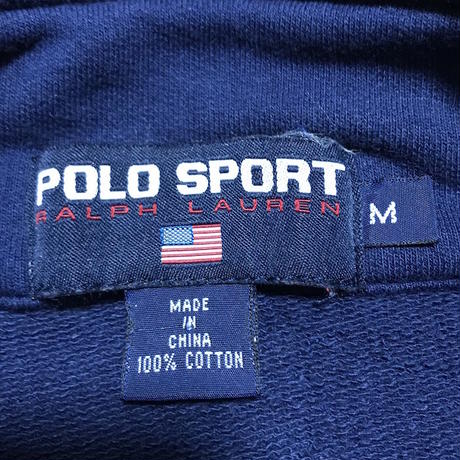 POLO SPORT
RALPH LAUREN
M
MADE
IN
CHINA
100% COTTON